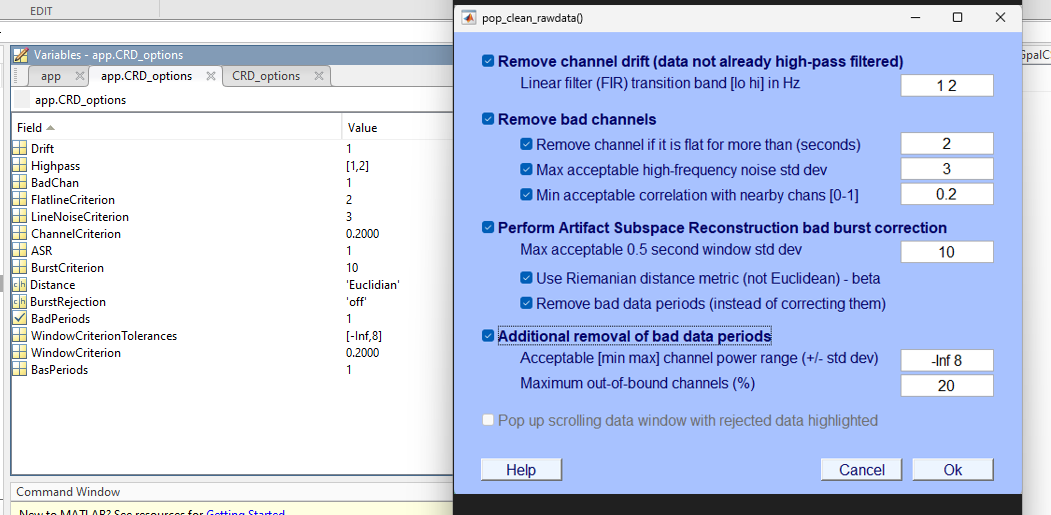 EDIT
Variables - app.CRD_options
app
app.CRD_options
CRD_options
app.CRD_options
Field Value
Drift 1
Highpass [1,2]
BadChan 1
FlatlineCriterion 2
LineNoiseCriterion 3
ChannelCriterion 0.2000
ASR 1
BurstCriterion 10
Distance 'Euclidian'
BurstRejection 'off'
BadPeriods 1
WindowCriterionTolerances [-Inf,8]
WindowCriterion 0.2000
BasPeriods 1
Command Window
New to MATLAB? See resources for Getting Started
pop_clean_rawdata()
Remove channel drift (data not already high-pass filtered)
Linear filter (FIR) transition band [lo hi] in Hz 1 2
Remove bad channels
Remove channel if it is flat for more than (seconds) 2
Max acceptable high-frequency noise std dev 3
Min acceptable correlation with nearby chans [0-1] 0.2
Perform Artifact Subspace Reconstruction bad burst correction
Max acceptable 0.5 second window std dev 10
Use Riemanian distance metric (not Euclidean) - beta
Remove bad data periods (instead of correcting them)
Additional removal of bad data periods
Acceptable [min max] channel power range (+/- std dev) -Inf 8
Maximum out-of-bound channels (%) 20
Pop up scrolling data window with rejected data highlighted
Help Cancel Ok